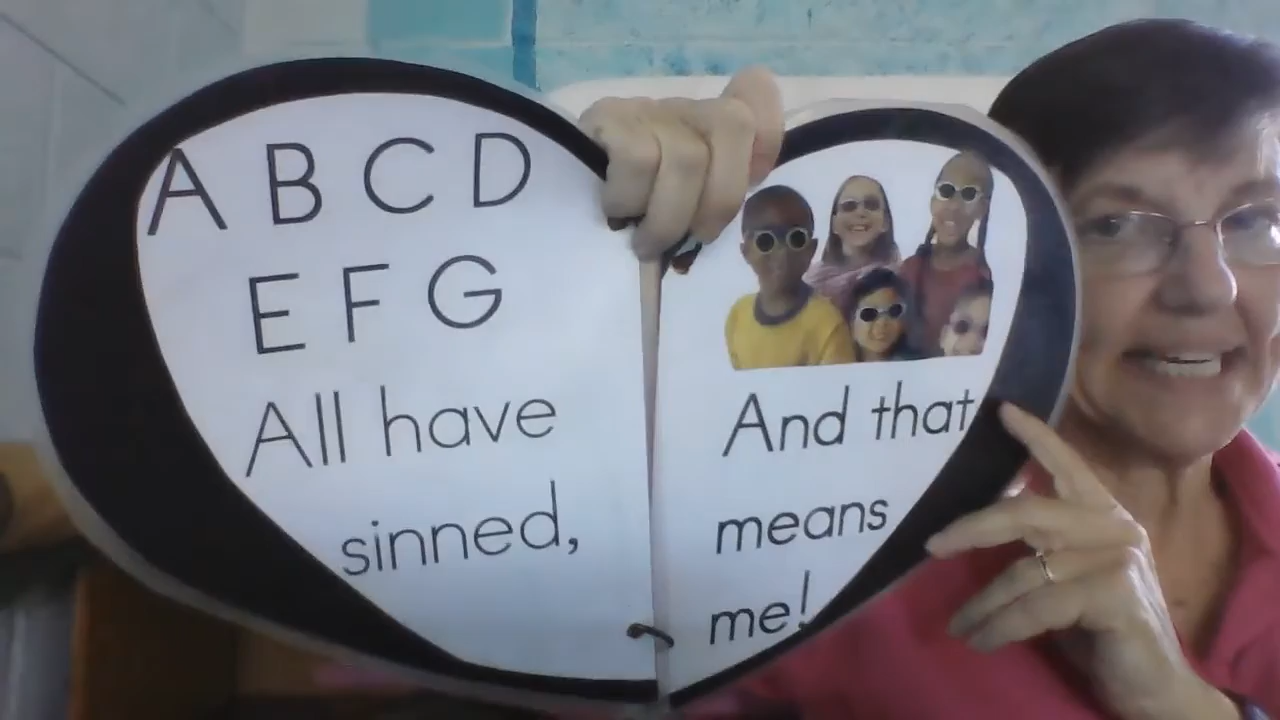 A B C D
E F G
All have
sinned,
And that
means
me!